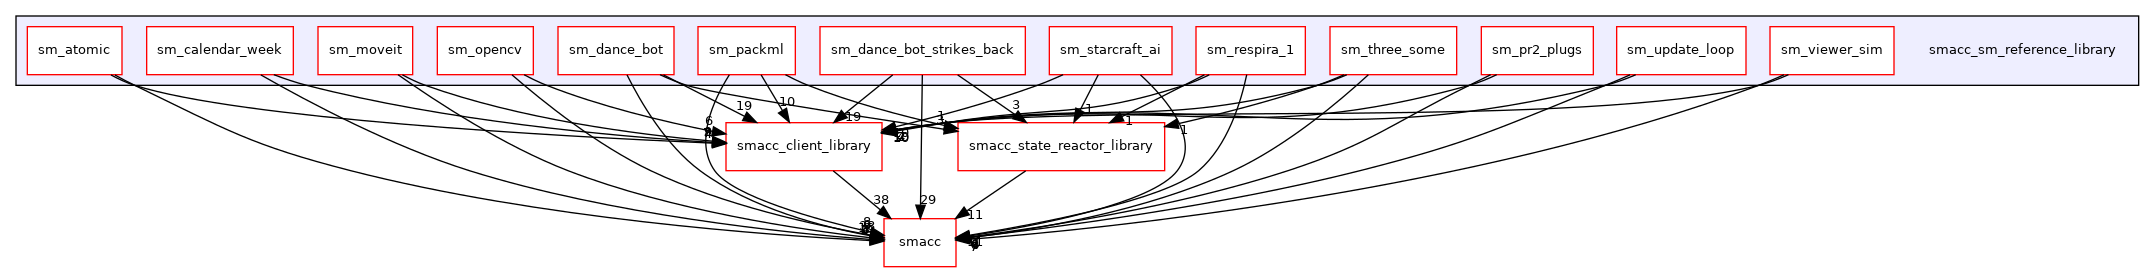 sm_atomic
sm_calendar_week
sm_moveit
sm_opencv
sm_dance_bot
sm_packml
sm_dance_bot_strikes_back
sm_starcraft_ai
sm_respira_1
sm_three_some
sm_pr2_plugs
sm_update_loop
sm_viewer_sim
smacc_sm_reference_library
19
10
19
3
1
1
1
1
6
smacc_client_library
smacc_state_reactor_library
38
29
11
smacc